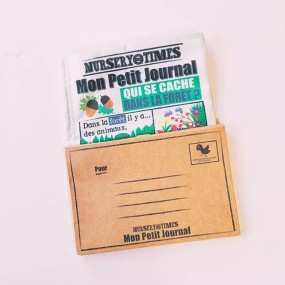 NURSERY TIMES
Mon Petit Journal
QUI SE CACHE
DANS LA FORÊT ?
Dans la forêt il y a...
...des animaux,
Pour
NURSERY TIMES
Mon Petit Journal